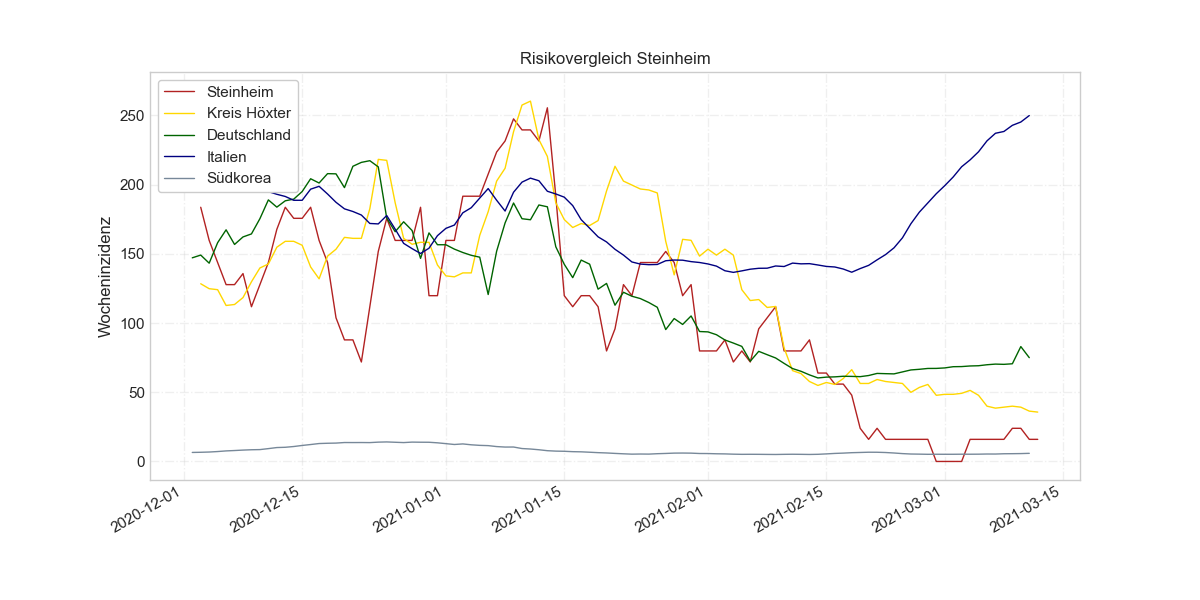 Risikovergleich Steinheim
Steinheim
Kreis Höxter
Deutschland
Italien
Südkorea
Wocheninzidenz
250
200
150
100
50
0
2020-12-01
2020-12-15
2021-01-01
2021-01-15
2021-02-01
2021-02-15
2021-03-01
2021-03-15